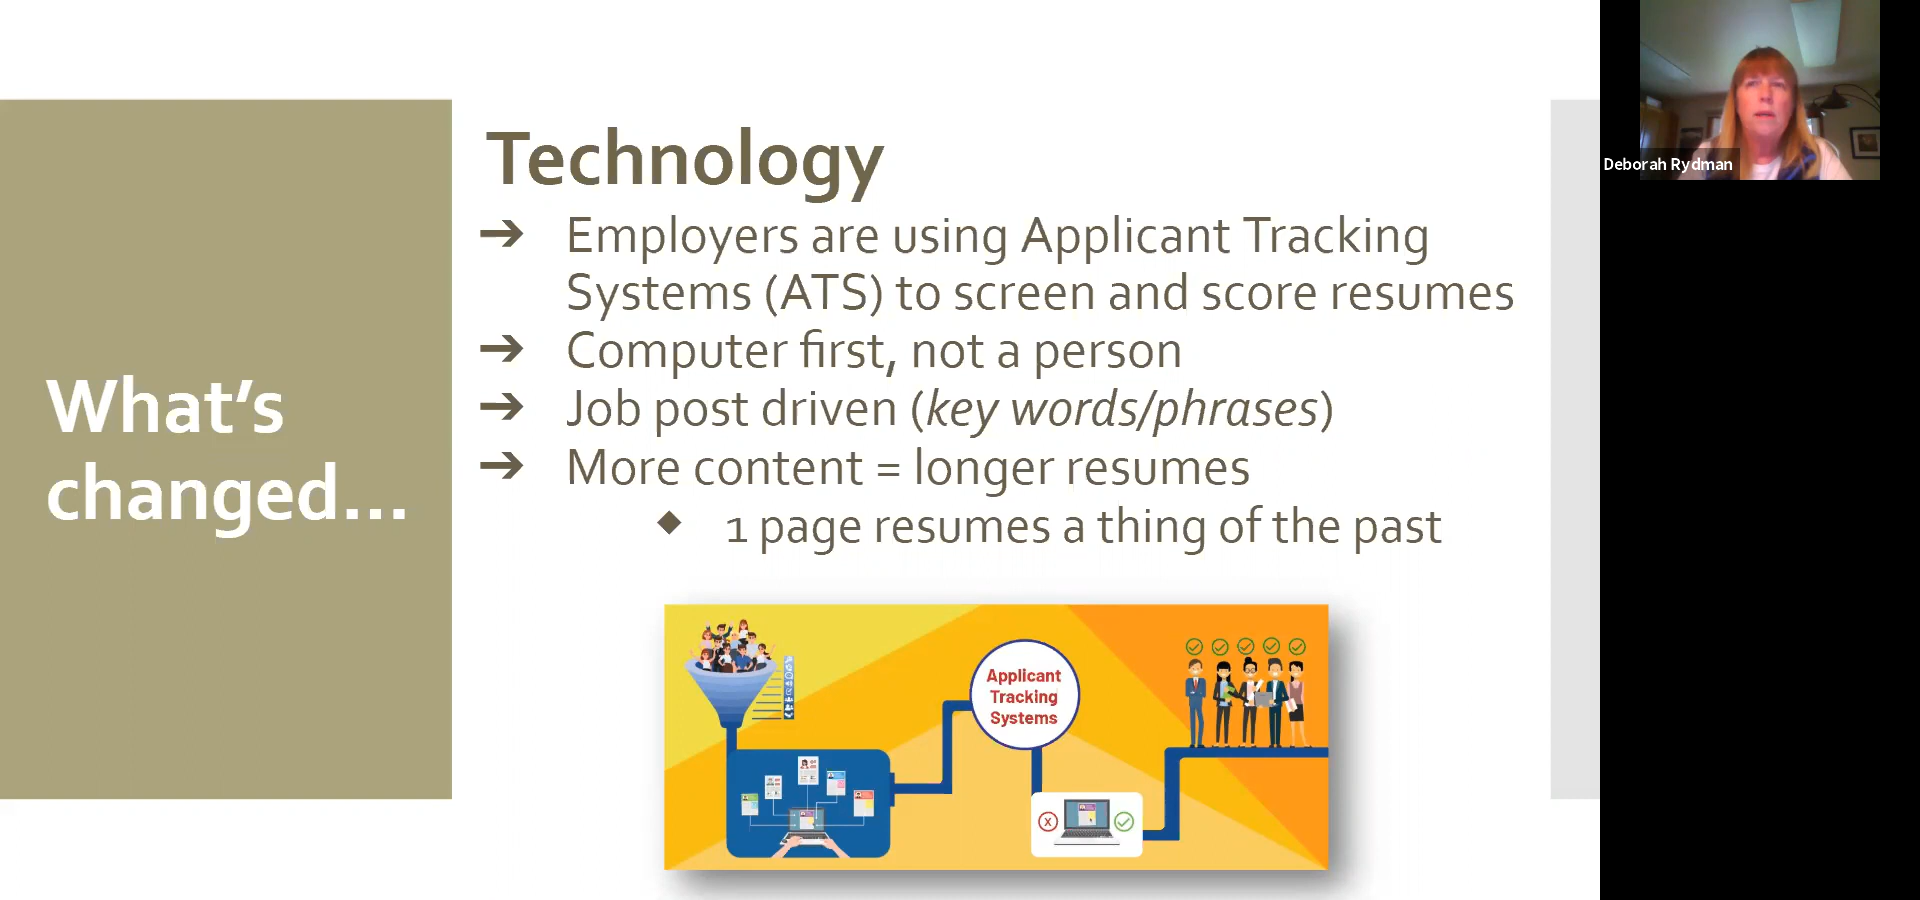 What's
changed...
Technology
➔ Employers are using Applicant Tracking
Systems (ATS) to screen and score resumes
➔ Computer first, not a person
➔ Job post driven (key words/phrases)
➔ More content = longer resumes
◆ 1 page resumes a thing of the past
Applicant
Tracking
Systems
X
Deborah Rydman